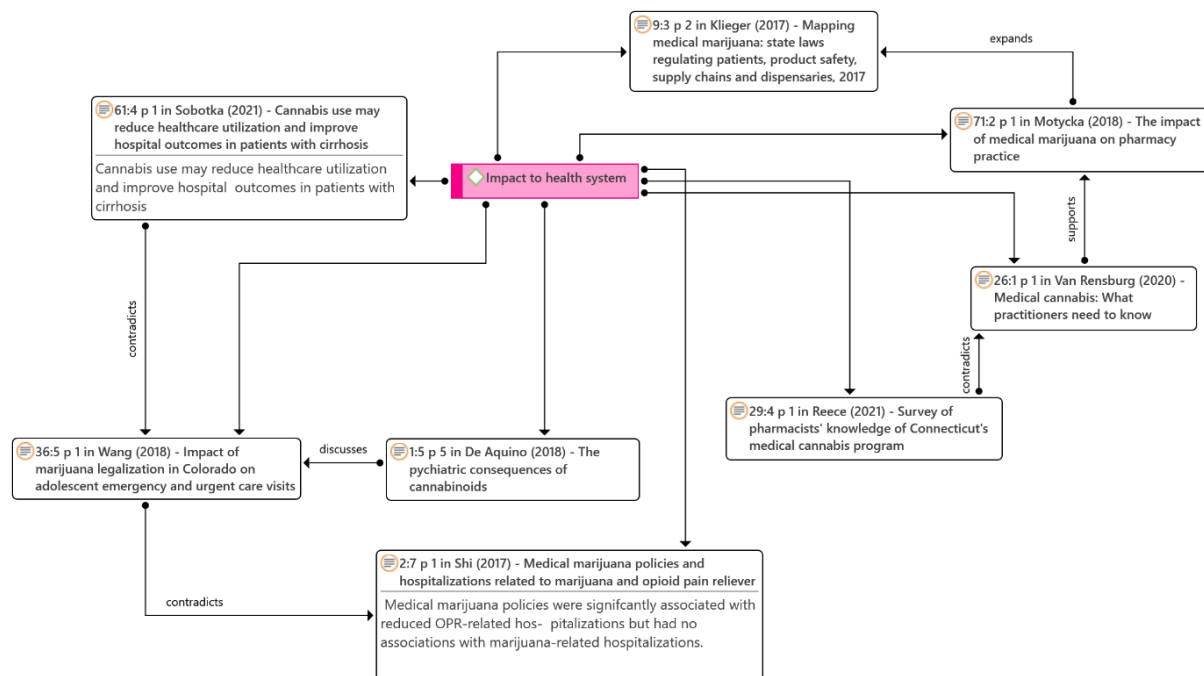 9:3 p 2 in Klieger (2017) - Mapping
medical marijuana: state laws
regulating patients, product safety,
supply chains and dispensaries, 2017
expands
61:4 p 1 in Sobotka (2021) - Cannabis use may
reduce healthcare utilization and improve
hospital outcomes in patients with cirrhosis
Cannabis use may reduce healthcare utilization
and improve hospital outcomes in patients with
cirrhosis
71:2 p 1 in Motycka (2018) - The impact
of medical marijuana on pharmacy
practice
Impact to health system
supports
contradicts
26:1 p 1 in Van Rensburg (2020) -
Medical cannabis: What
practitioners need to know
contradicts
29:4 p 1 in Reece (2021) - Survey of
pharmacists' knowledge of Connecticut's
medical cannabis program
36:5 p 1 in Wang (2018) - Impact of
marijuana legalization in Colorado on
adolescent emergency and urgent care visits
discusses
1:5 p 5 in De Aquino (2018) - The
pychiatric consequences of
cannabinoids
contradicts
2:7 p 1 in Shi (2017) - Medical marijuana policies and
hospitalizations related to marijuana and opioid pain reliever
Medical marijuana policies were signifcantly associated with
reduced OPR-related hos- pitalizations but had no
associations with marijuana-related hospitalizations.